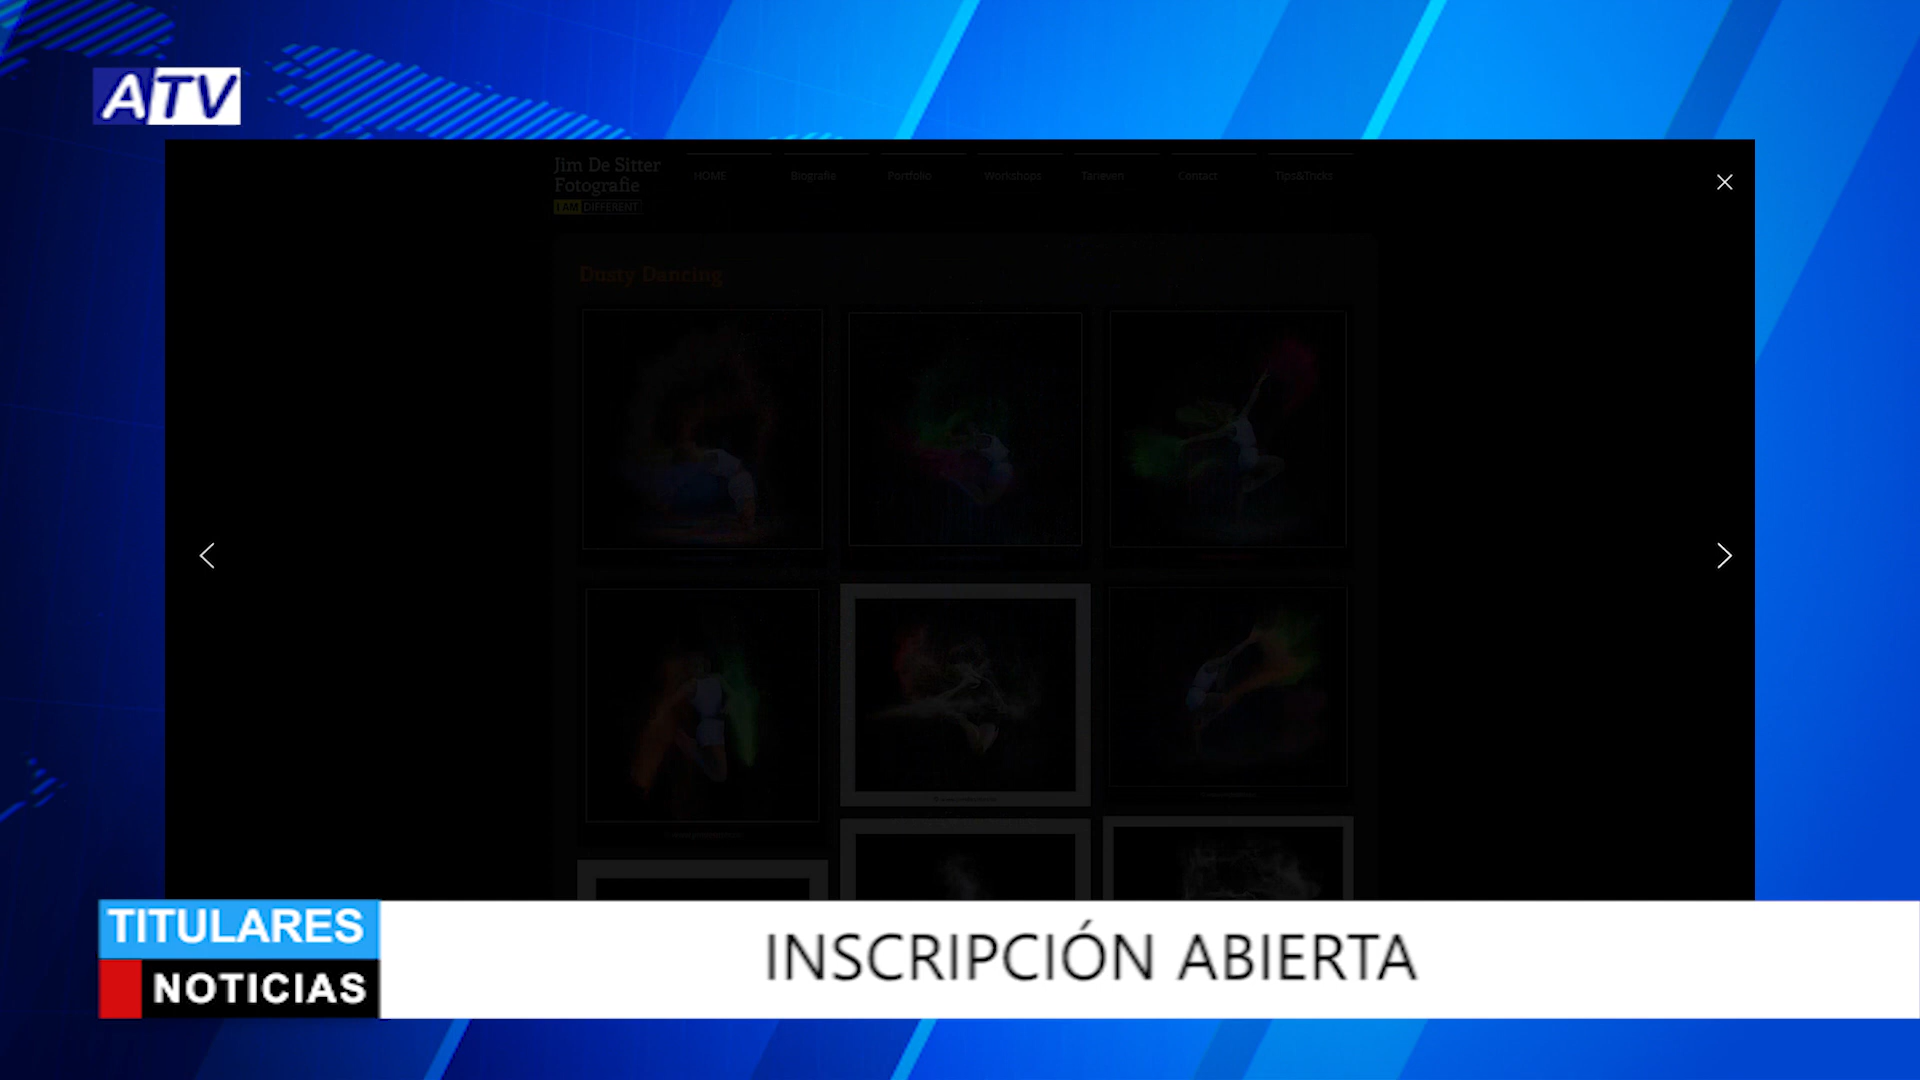 ATV
Jim De Sitter
Fotografie
I AM DIFFERENT
HOME Biografie Portfolio Workshops Tarieven Contact Tips&Tricks
Dusty Dancing
TITULARES
NOTICIAS
INSCRIPCIÓN ABIERTA